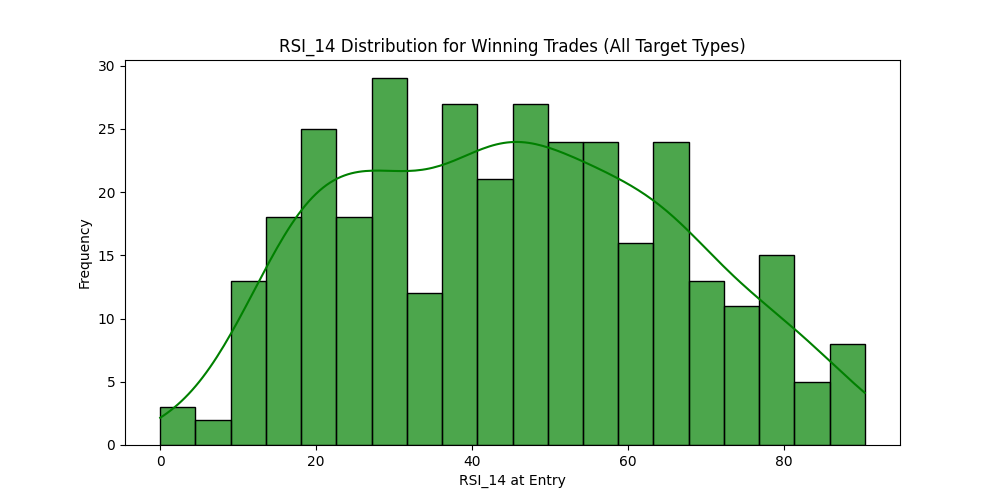 RSI_14 Distribution for Winning Trades (All Target Types)
30
25
20
15
10
5
0
Frequency
0 20 40 60 80
RSI_14 at Entry